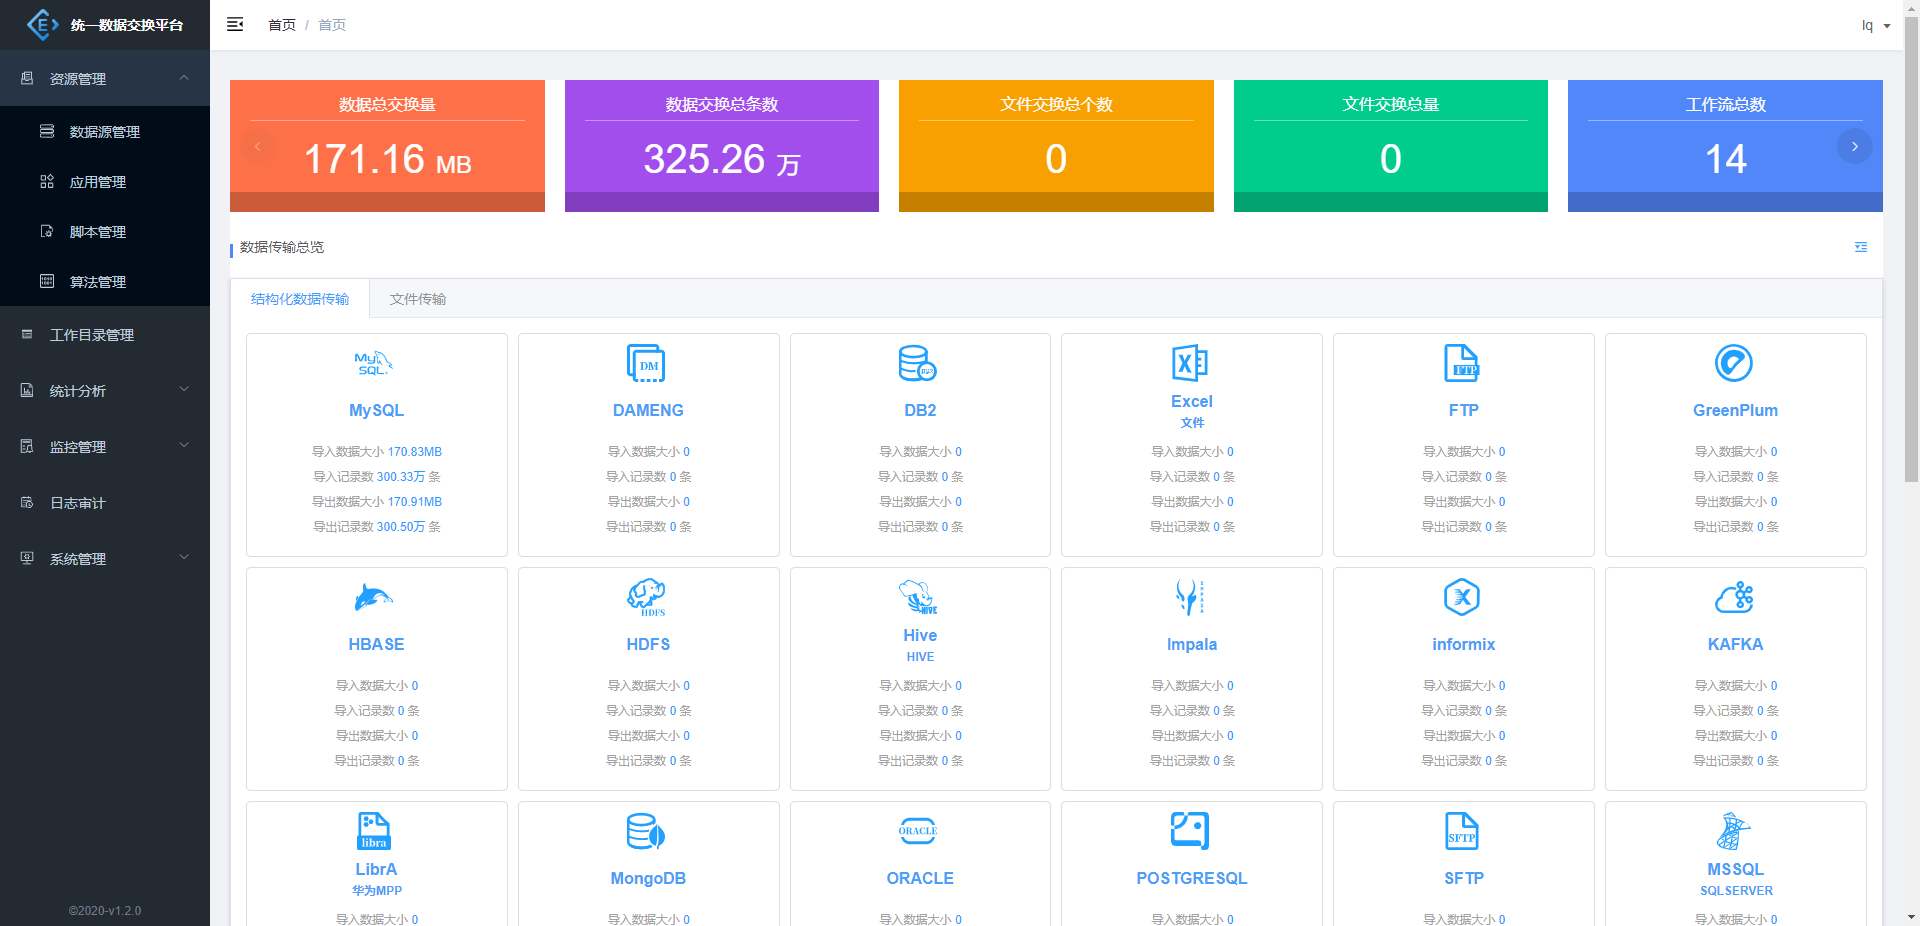 统一数据交换平台
首页 / 首页
lq
资源管理
数据源管理
应用管理
脚本管理
算法管理
工作目录管理
统计分析
监控管理
日志审计
系统管理
©2020-v1.2.0
数据总交换量
171.16 MB
数据交换总条数
325.26 万
文件交换总个数
0
文件交换总量
0
工作流总数
14
数据传输总览
结构化数据传输
文件传输
MySQL
导入数据大小 170.83MB
导入记录数 300.33万 条
导出数据大小 170.91MB
导出记录数 300.50万 条
DM
DAMENG
导入数据大小 0
导入记录数 0 条
导出数据大小 0
导出记录数 0 条
DB2
导入数据大小 0
导入记录数 0 条
导出数据大小 0
导出记录数 0 条
Excel
文件
导入数据大小 0
导入记录数 0 条
导出数据大小 0
导出记录数 0 条
FTP
FTP
导入数据大小 0
导入记录数 0 条
导出数据大小 0
导出记录数 0 条
GreenPlum
导入数据大小 0
导入记录数 0 条
导出数据大小 0
导出记录数 0 条
HBASE
导入数据大小 0
导入记录数 0 条
导出数据大小 0
导出记录数 0 条
HDFS
HDFS
导入数据大小 0
导入记录数 0 条
导出数据大小 0
导出记录数 0 条
HIVE
Hive
HIVE
导入数据大小 0
导入记录数 0 条
导出数据大小 0
导出记录数 0 条
Impala
导入数据大小 0
导入记录数 0 条
导出数据大小 0
导出记录数 0 条
informix
导入数据大小 0
导入记录数 0 条
导出数据大小 0
导出记录数 0 条
KAFKA
导入数据大小 0
导入记录数 0 条
导出数据大小 0
导出记录数 0 条
libra
LibrA
华为MPP
导入数据大小 0
MongoDB
导入数据大小 0
ORACLE
ORACLE
导入数据大小 0
POSTGRESQL
导入数据大小 0
SFTP
SFTP
导入数据大小 0
MSSQL
SQLSERVER
导入数据大小 0